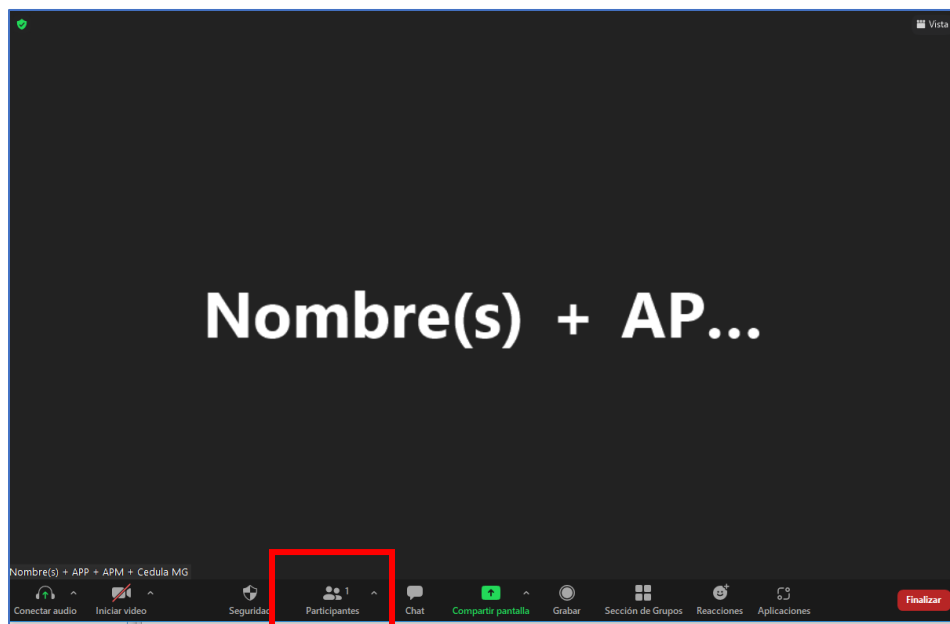 Vista
Nombre(s) + AP...
Nombre(s) + APP + APM + Cedula MG
1
Conectar audio Iniciar video Seguridad Participantes Chat Compartir pantalla Grabar Sección de Grupos Reacciones Aplicaciones Finalizar